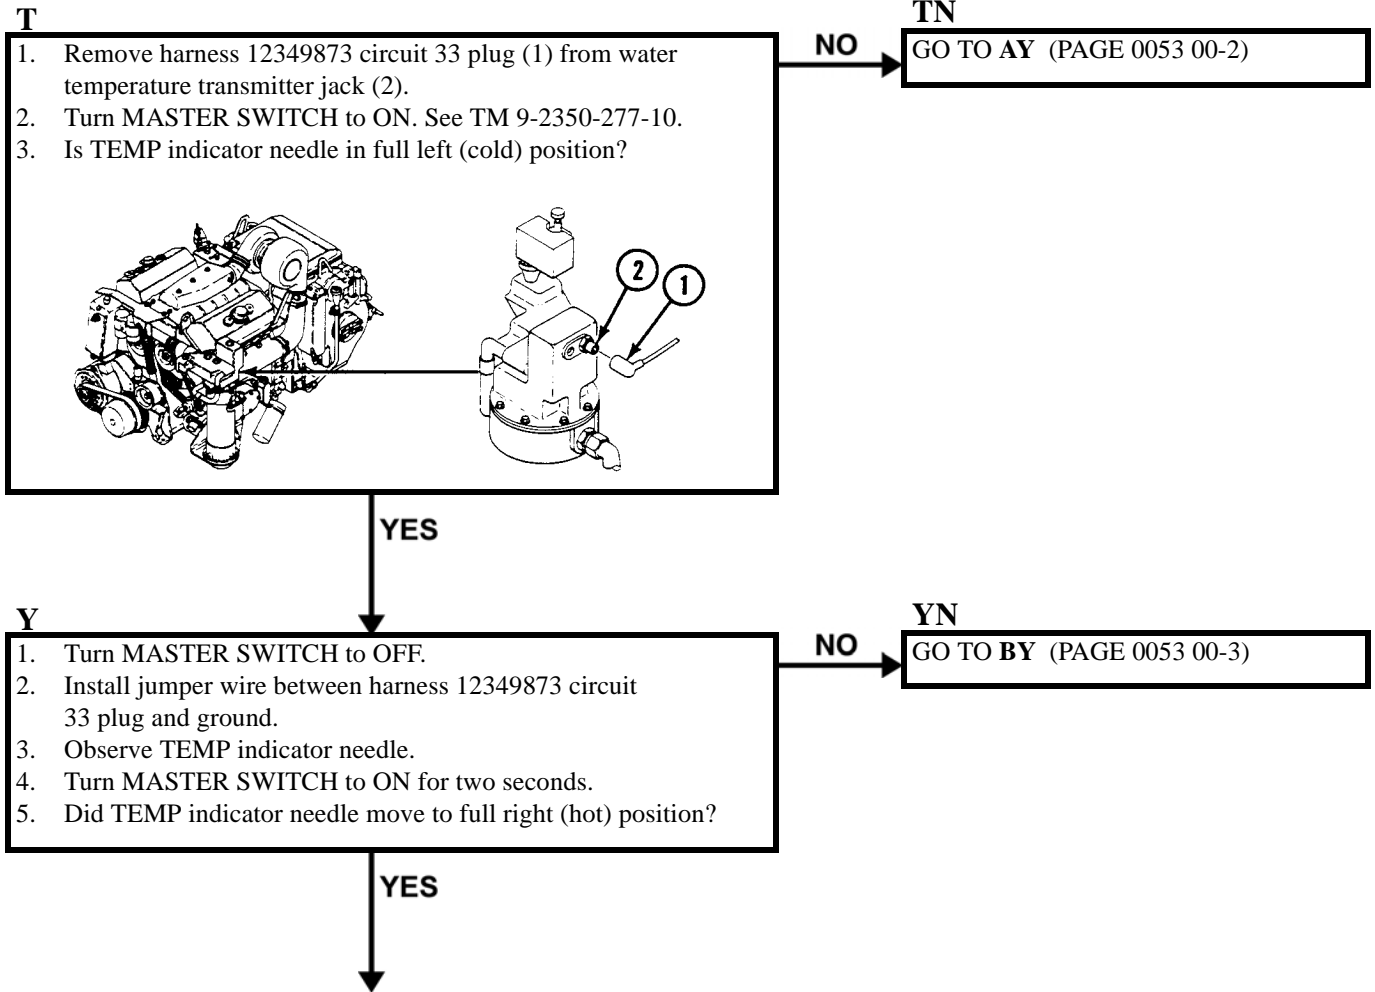 T
1. Remove harness 12349873 circuit 33 plug (1) from water
temperature transmitter jack (2).
2. Turn MASTER SWITCH to ON. See TM 9-2350-277-10.
3. Is TEMP indicator needle in full left (cold) position?
2
1
NO
TN
GO TO AY (PAGE 0053 00-2)
YES
Y
1. Turn MASTER SWITCH to OFF.
2. Install jumper wire between harness 12349873 circuit
33 plug and ground.
3. Observe TEMP indicator needle.
4. Turn MASTER SWITCH to ON for two seconds.
5. Did TEMP indicator needle move to full right (hot) position?
NO
YN
GO TO BY (PAGE 0053 00-3)
YES